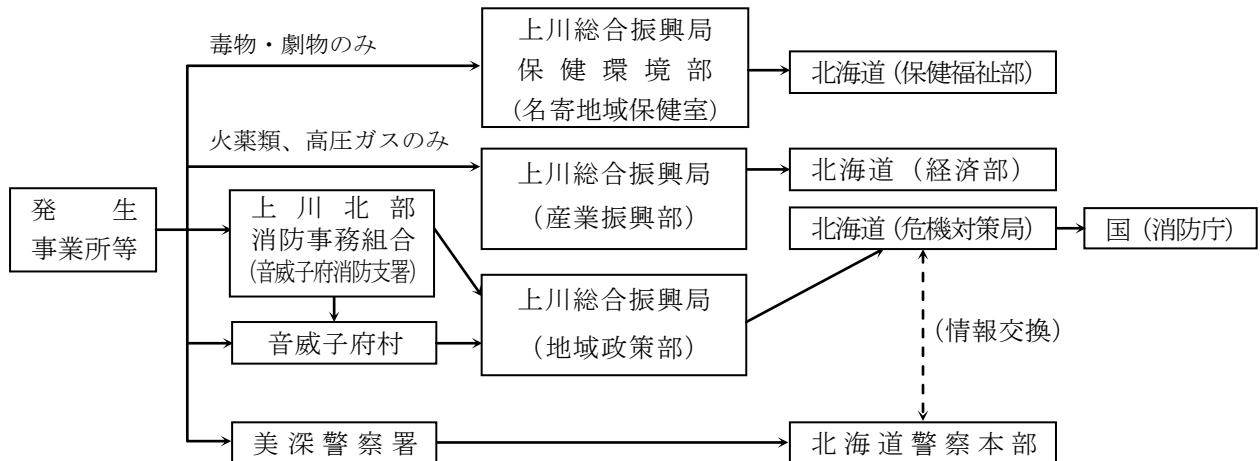 毒物・劇物のみ
上川総合振興局
保健環境部
(名寄地域保健室)
北海道(保健福祉部)
火薬類、高圧ガスのみ
上川総合振興局
(産業振興部)
北海道(経済部)
発生
事業所等
上川北部
消防事務組合
(音威子府消防支署)
北海道(危機対策局)
国(消防庁)
上川総合振興局
(地域政策部)
音威子府村
(情報交換)
美深警察署
北海道警察本部